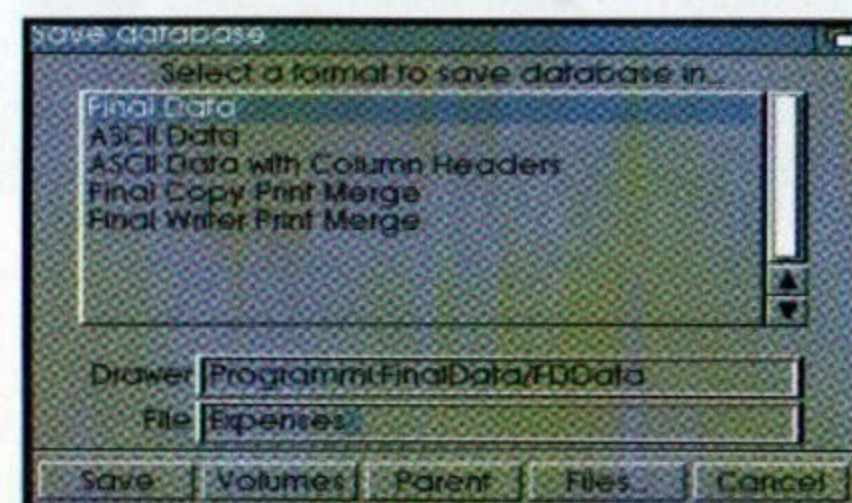 Save database
Select a format to save database in...
Final Data
ASCII Data
ASCII Data with Column Headers
Final Copy Print Merge
Final Writer Print Merge
Drawer Programmi:FinalData/FDData
File Expenses
Save Volumes Parent Files... Cancel